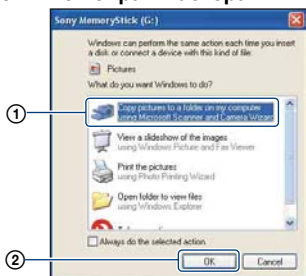 Sony MemoryStick (G:)
Windows can perform the same action each time you insert
a disk or connect a device with this kind of file:
Pictures
What do you want Windows to do?
① Copy pictures to a folder on my computer
using Microsoft Scanner and Camera Wizard
View a slideshow of the images
using Windows Picture and Fax Viewer
Print the pictures
using Photo Printing Wizard
Open folder to view files
using Windows Explorer
Always do the selected action.
② OK Cancel